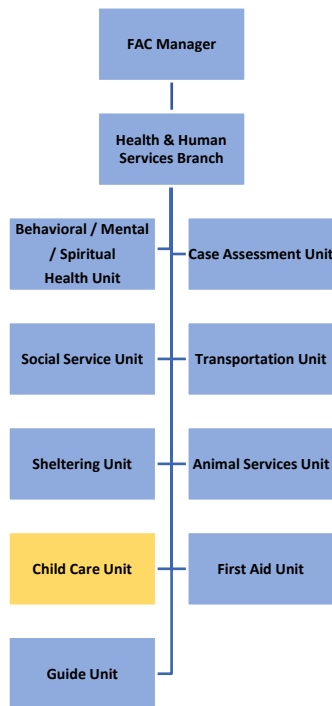 FAC Manager
Health & Human
Services Branch
Behavioral / Mental
/ Spiritual
Health Unit
Case Assessment Unit
Social Service Unit
Transportation Unit
Sheltering Unit
Animal Services Unit
Child Care Unit
First Aid Unit
Guide Unit